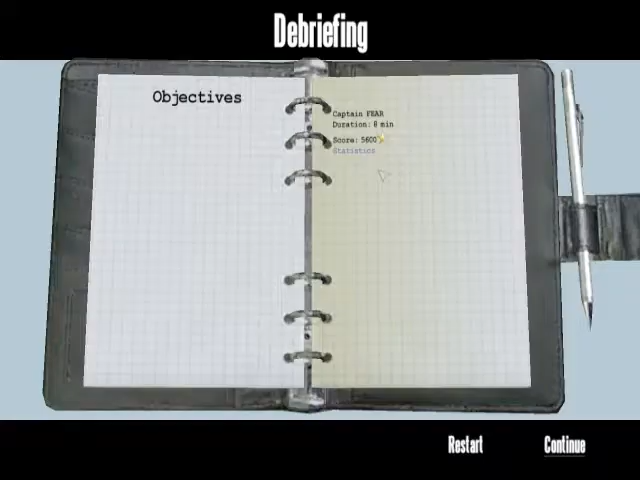 Debriefing
Objectives
Captain FEAR
Duration: 8 min
Score: 5600
Statistics
Restart
Continue